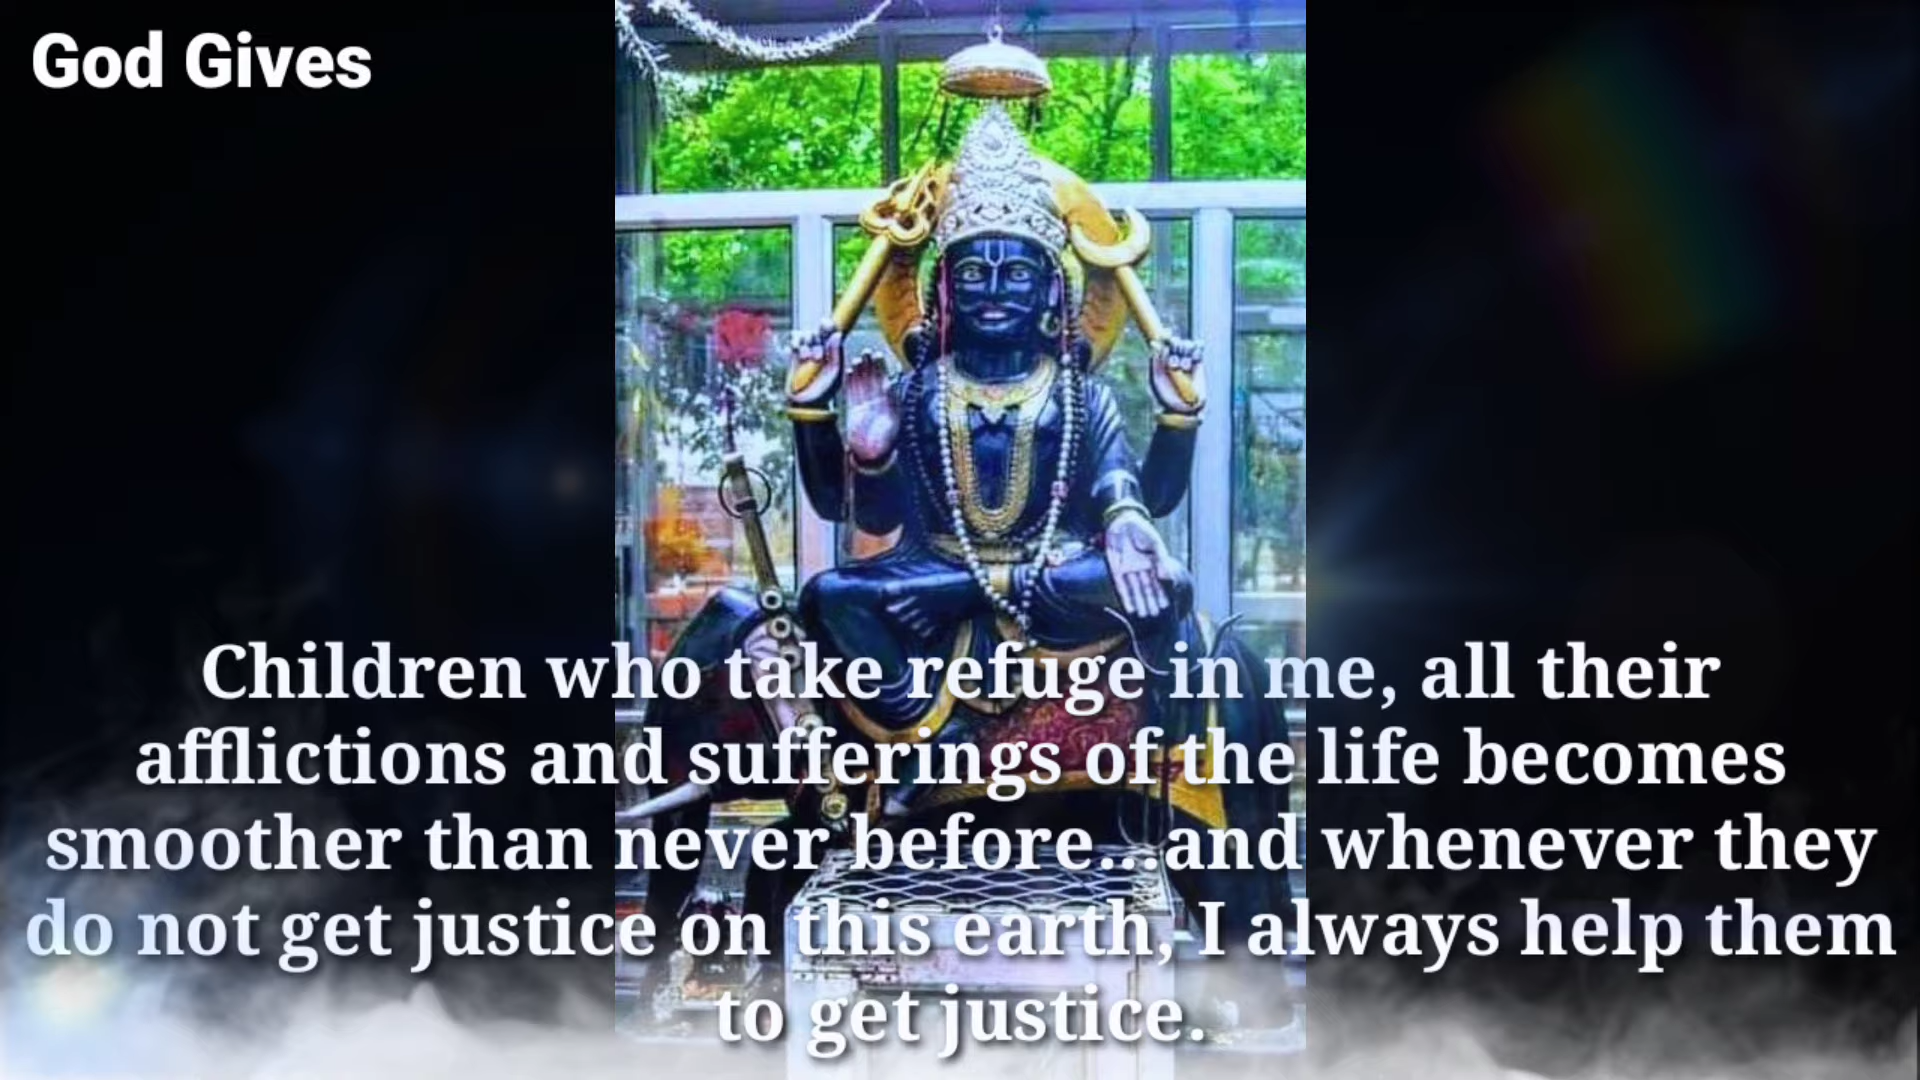 God Gives
Children who take refuge in me, all their
afflictions and sufferings of the life becomes
smoother than never before...and whenever they
do not get justice on this earth, I always help them
to get justice.